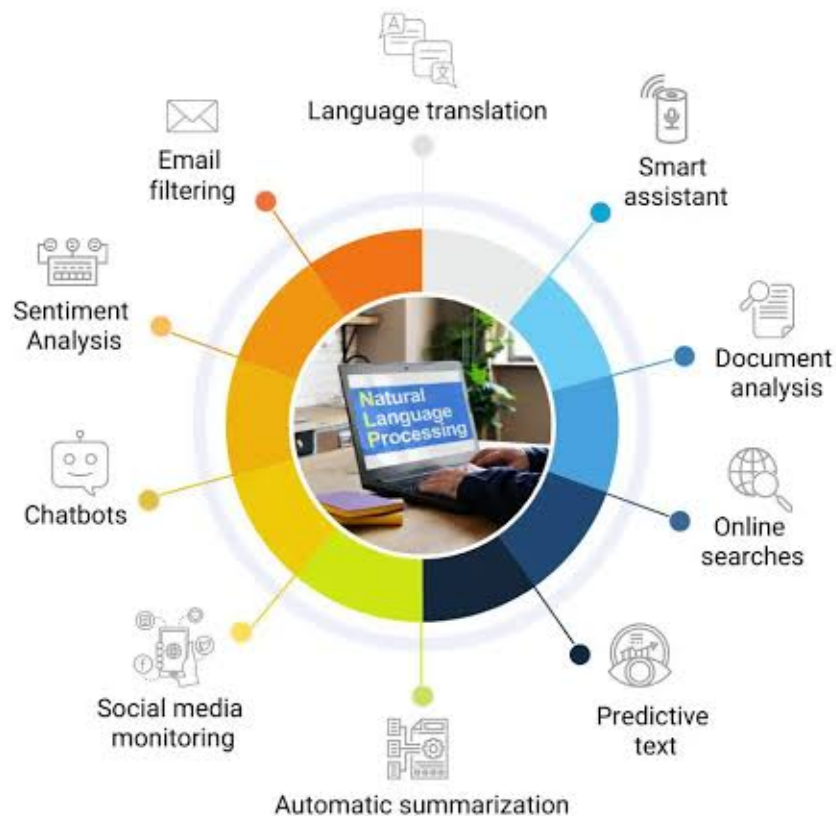 A
文
Language translation
Smart
assistant
Document
analysis
Online
searches
Predictive
text
Automatic summarization
Social media
monitoring
Chatbots
Sentiment
Analysis
Email
filtering
Natural
Language
Processing